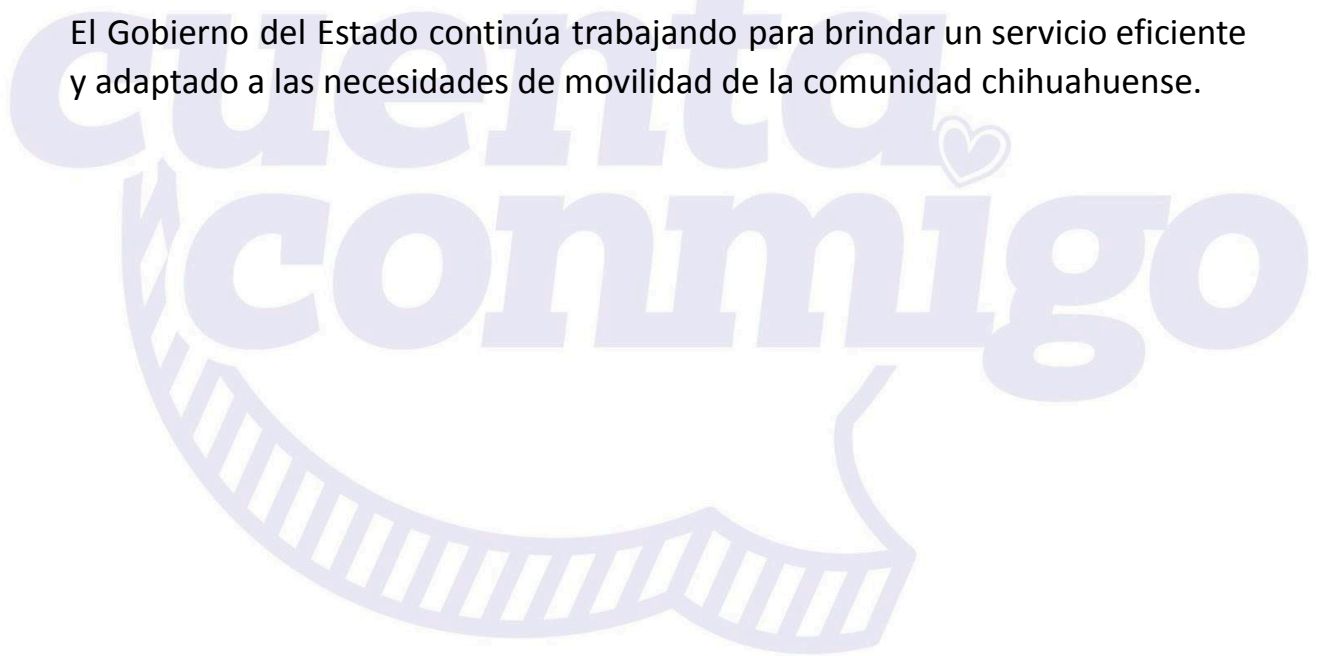 El Gobierno del Estado continúa trabajando para brindar un servicio eficiente
y adaptado a las necesidades de movilidad de la comunidad chihuahuense.
cuenta
conmigo